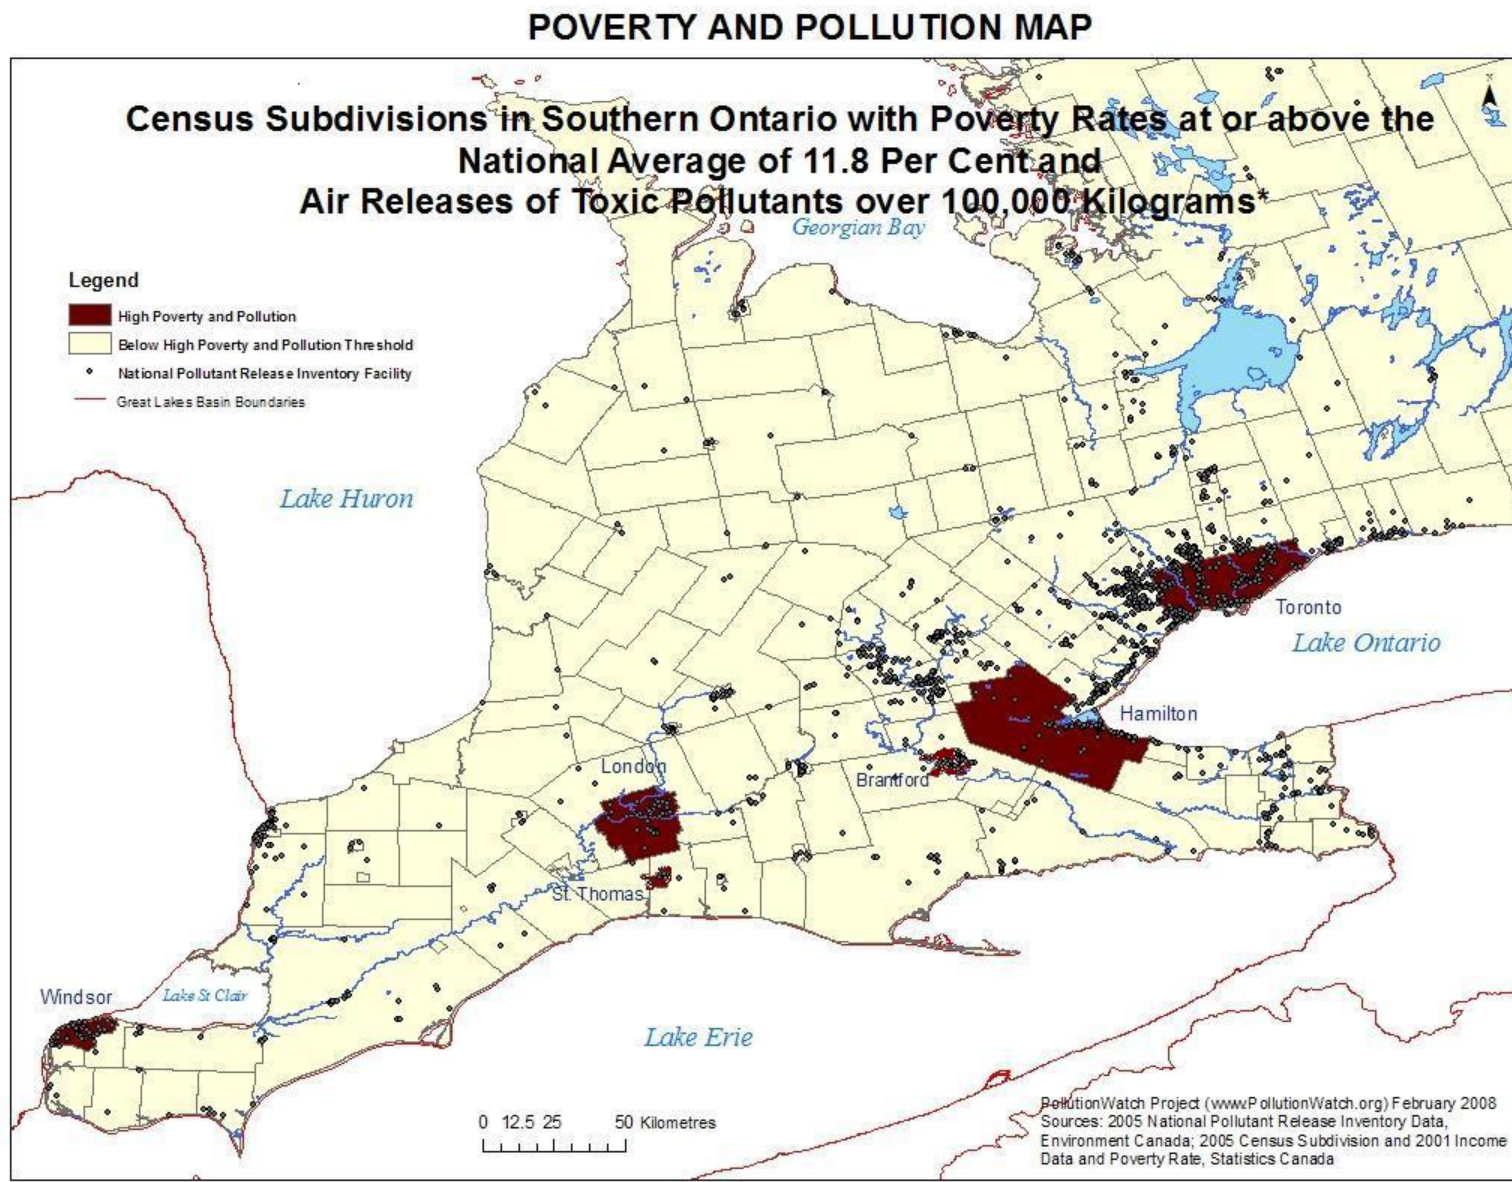 POVERTY AND POLLUTION MAP
Census Subdivisions in Southern Ontario with Poverty Rates at or above the
National Average of 11.8 Per Cent and
Air Releases of Toxic Pollutants over 100,000 Kilograms*
N
Georgian Bay
Legend
High Poverty and Pollution
Below High Poverty and Pollution Threshold
National Pollutant Release Inventory Facility
Great Lakes Basin Boundaries
Lake Huron
Toronto
Lake Ontario
Hamilton
London
Brantford
St. Thomas
Windsor
Lake St Clair
Lake Erie
0 12.5 25 50 Kilometres
PollutionWatch Project (www.PollutionWatch.org) February 2008
Sources: 2005 National Pollutant Release Inventory Data,
Environment Canada; 2005 Census Subdivision and 2001 Income
Data and Poverty Rate, Statistics Canada